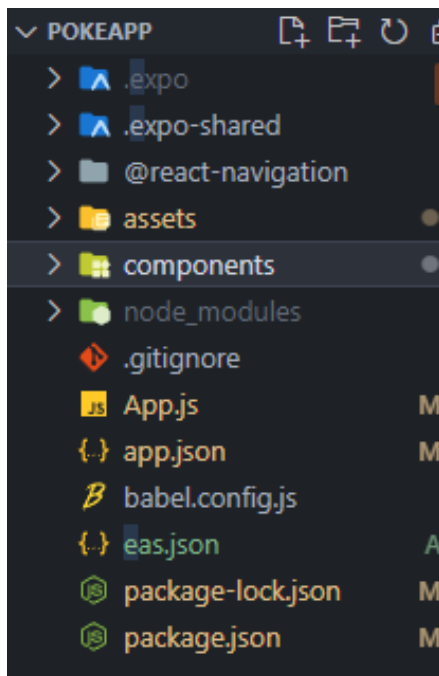 POKEAPP
.expo
.expo-shared
@react-navigation
assets
components
node_modules
.gitignore
JS App.js M
{..} app.json M
babel.config.js
{..} eas.json A
package-lock.json M
package.json M